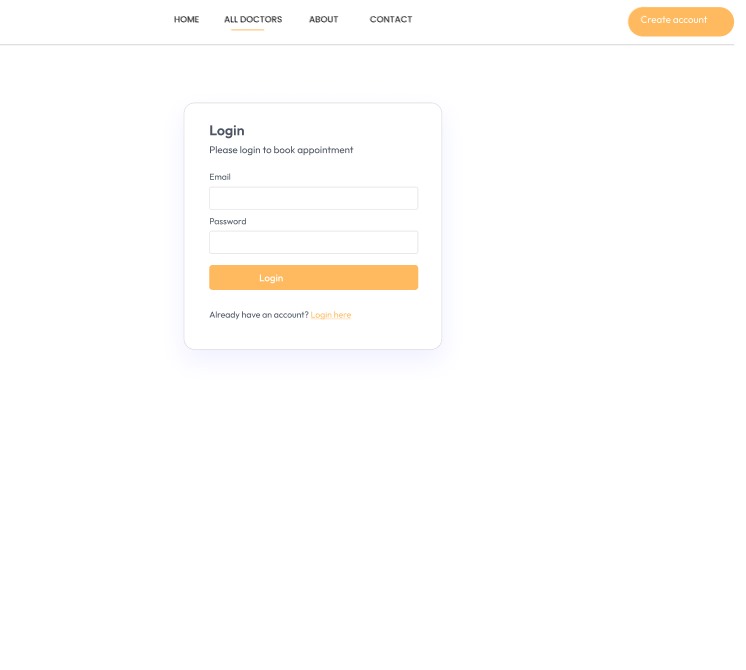 HOME ALL DOCTORS ABOUT CONTACT Create account
Login
Please login to book appointment
Email
Password
Login
Already have an account? Login here